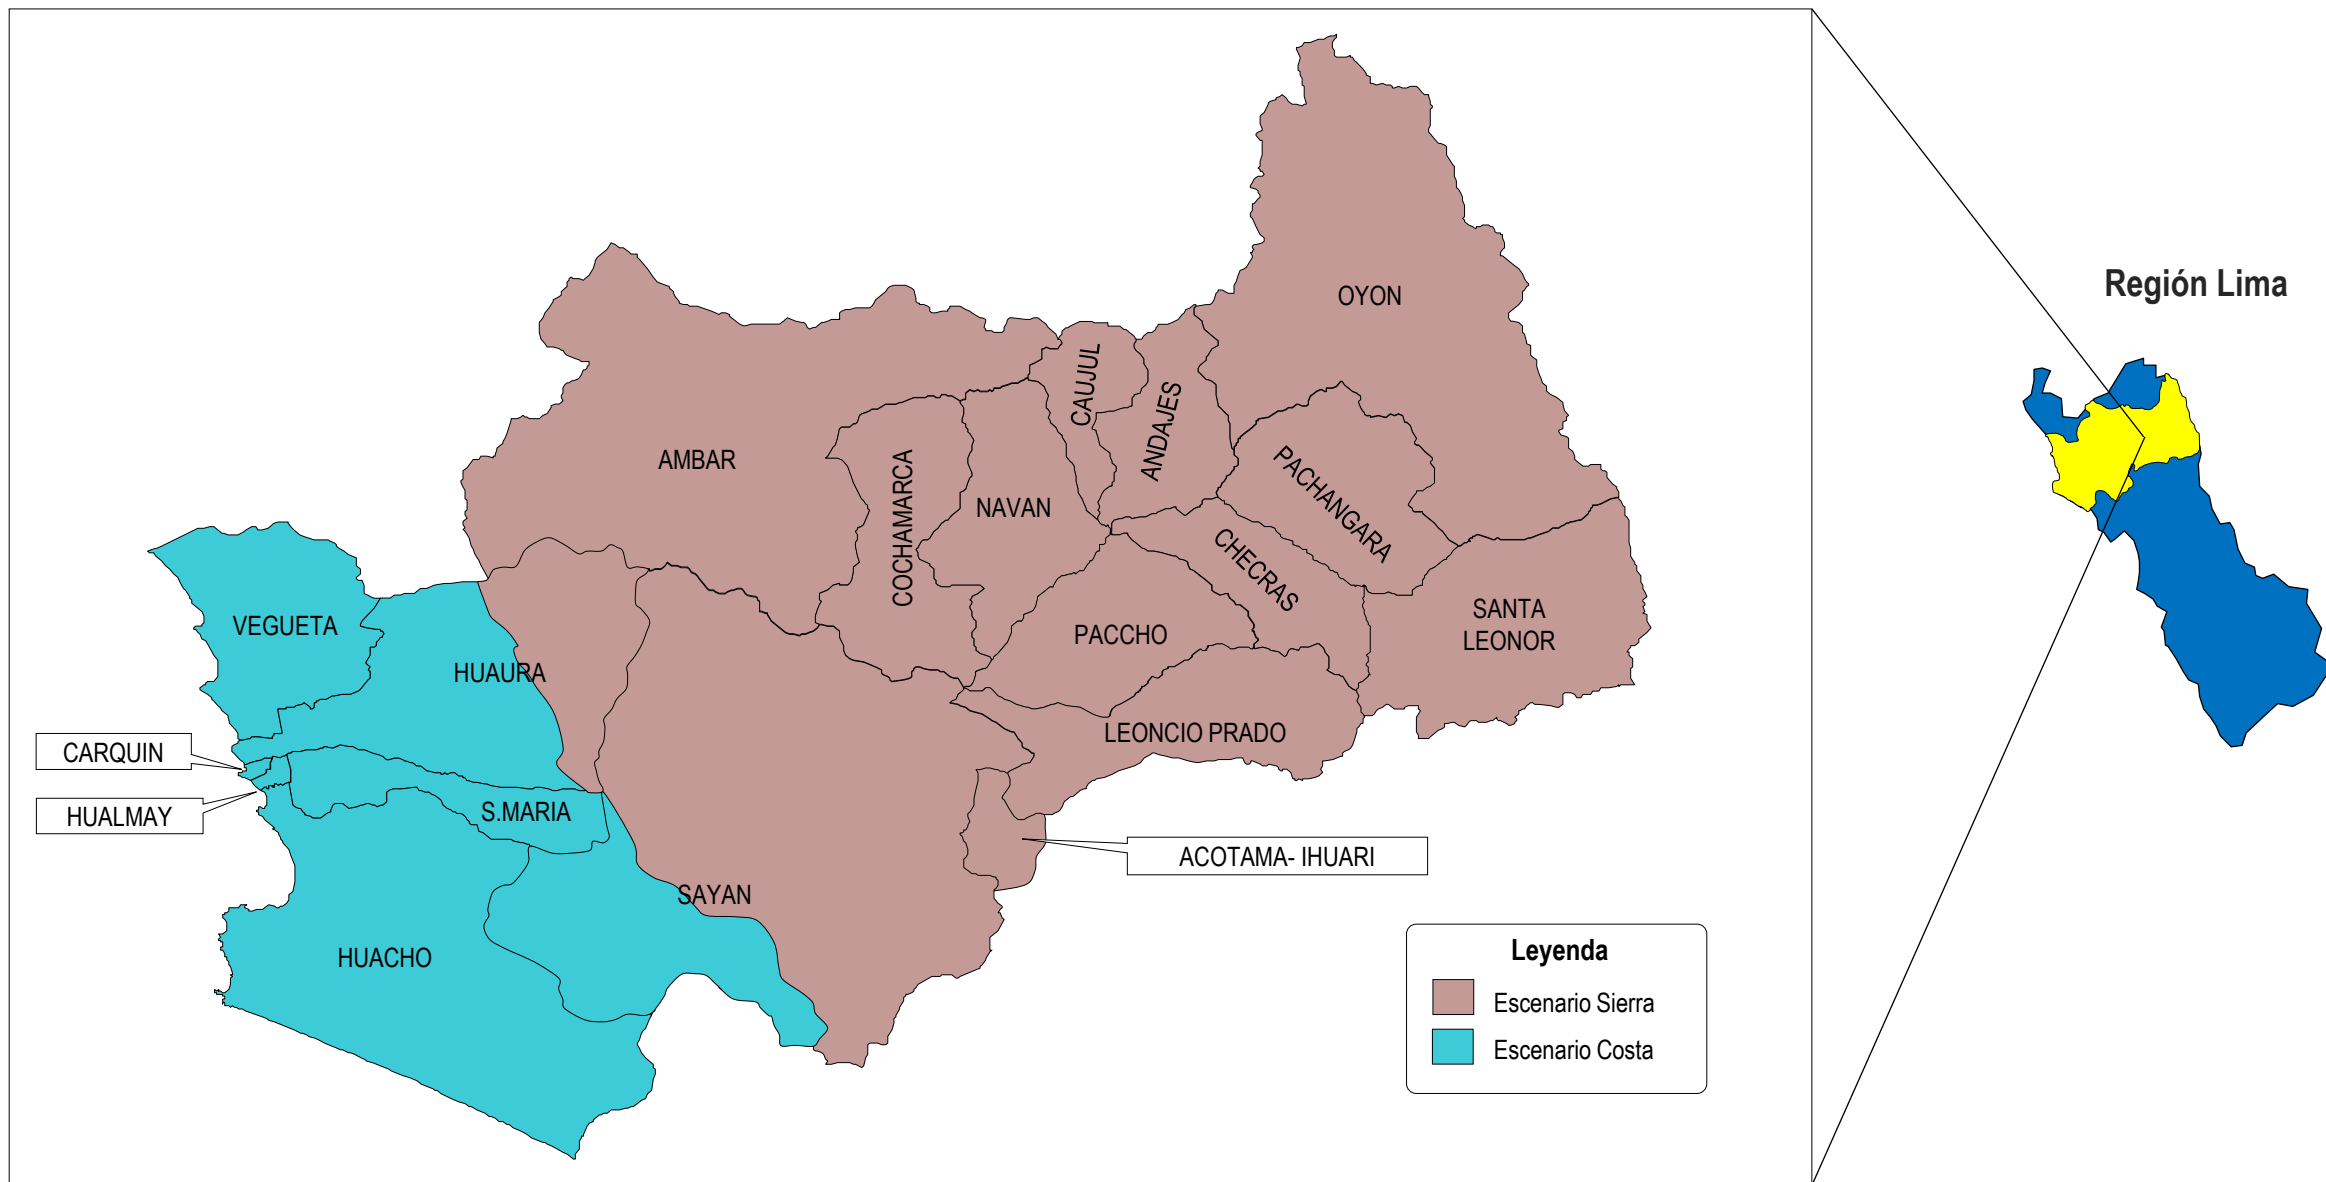 Región Lima
OYON
CAUJUL
ANDAJES
AMBAR
COCHAMARCA
NAVAN
PACHANGARA
CHECRAS
SANTA
LEONOR
VEGUETA
HUAURA
PACCHO
LEONCIO PRADO
CARQUIN
HUALMAY
S.MARIA
ACOTAMA- IHUARI
SAYAN
HUACHO
Leyenda
Escenario Sierra
Escenario Costa